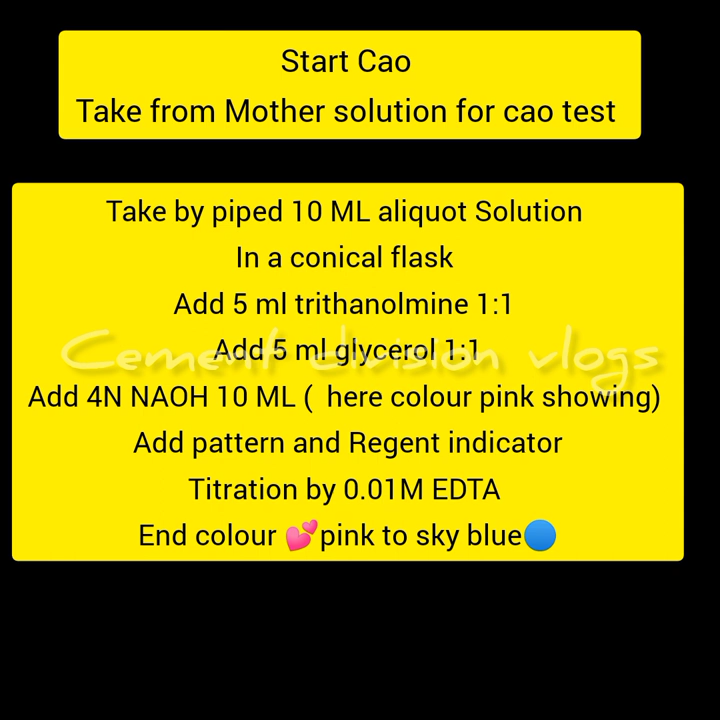 Start Cao
Take from Mother solution for cao test
Take by piped 10 ML aliquot Solution
In a conical flask
Add 5 ml trithanolmine 1:1
Add 5 ml glycerol 1:1
Cement division vlogs
Add 4N NAOH 10 ML (  here colour pink showing)
Add pattern and Regent indicator
Titration by 0.01M EDTA
End colour 💕pink to sky blue🔵